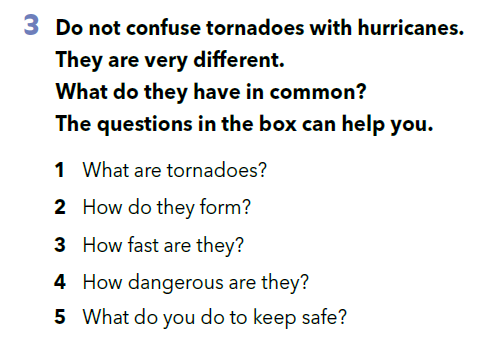 3 Do not confuse tornadoes with hurricanes.
They are very different.
What do they have in common?
The questions in the box can help you.
1 What are tornadoes?
2 How do they form?
3 How fast are they?
4 How dangerous are they?
5 What do you do to keep safe?